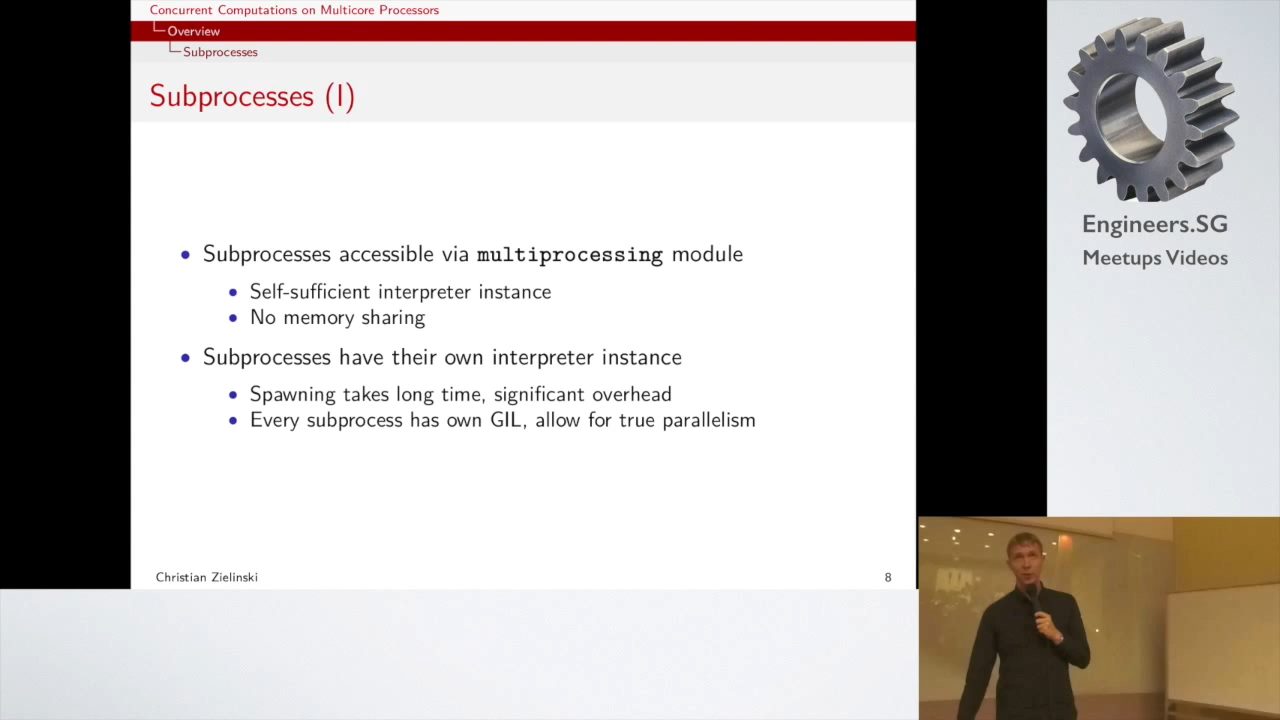 Concurrent Computations on Multicore Processors
Overview
Subprocesses
Subprocesses (I)
Subprocesses accessible via multiprocessing module
Self-sufficient interpreter instance
No memory sharing
Subprocesses have their own interpreter instance
Spawning takes long time, significant overhead
Every subprocess has own GIL, allow for true parallelism
Christian Zielinski
8
Engineers.SG
Meetups Videos